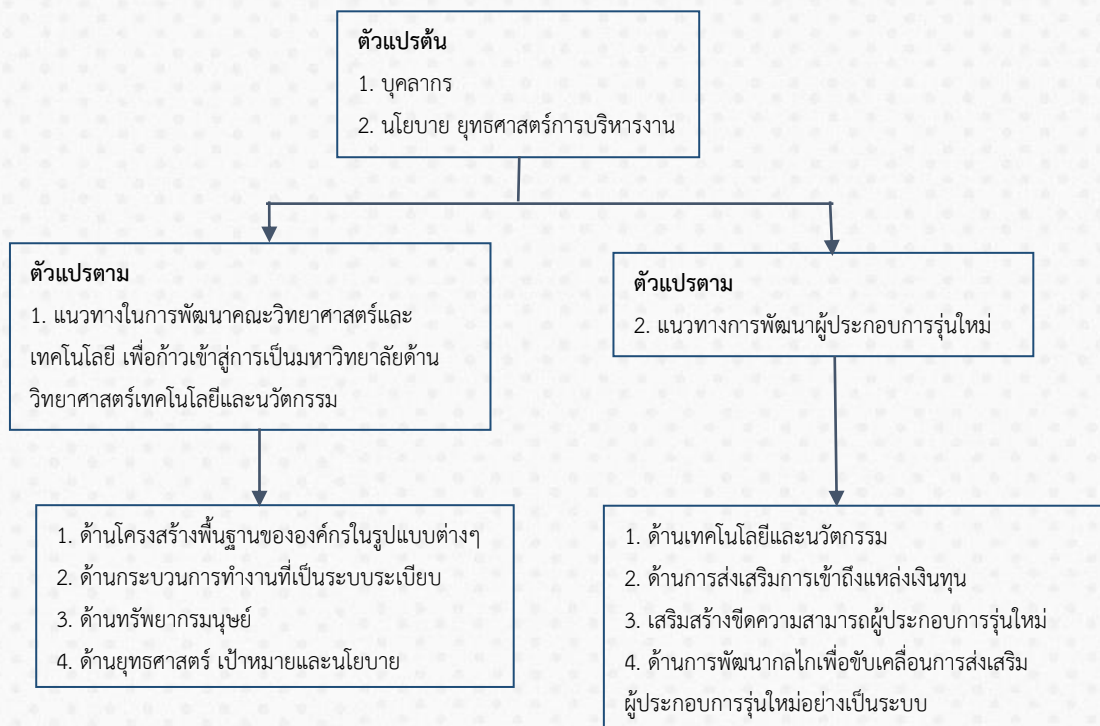 ตัวแปรต้น
1. บุคลากร
2. นโยบาย ยุทธศาสตร์การบริหารงาน
ตัวแปรตาม
1. แนวทางในการพัฒนาคณะวิทยาศาสตร์และ
เทคโนโลยี เพื่อก้าวเข้าสู่การเป็นมหาวิทยาลัยด้าน
วิทยาศาสตร์เทคโนโลยีและนวัตกรรม
ตัวแปรตาม
2. แนวทางการพัฒนาผู้ประกอบการรุ่นใหม่
1. ด้านโครงสร้างพื้นฐานขององค์กรในรูปแบบต่างๆ
2. ด้านกระบวนการทำงานที่เป็นระบบระเบียบ
3. ด้านทรัพยากรมนุษย์
4. ด้านยุทธศาสตร์ เป้าหมายและนโยบาย
1. ด้านเทคโนโลยีและนวัตกรรม
2. ด้านการส่งเสริมการเข้าถึงแหล่งเงินทุน
3. เสริมสร้างขีดความสามารถผู้ประกอบการรุ่นใหม่
4. ด้านการพัฒนากลไกเพื่อขับเคลื่อนการส่งเสริม
ผู้ประกอบการรุ่นใหม่อย่างเป็นระบบ